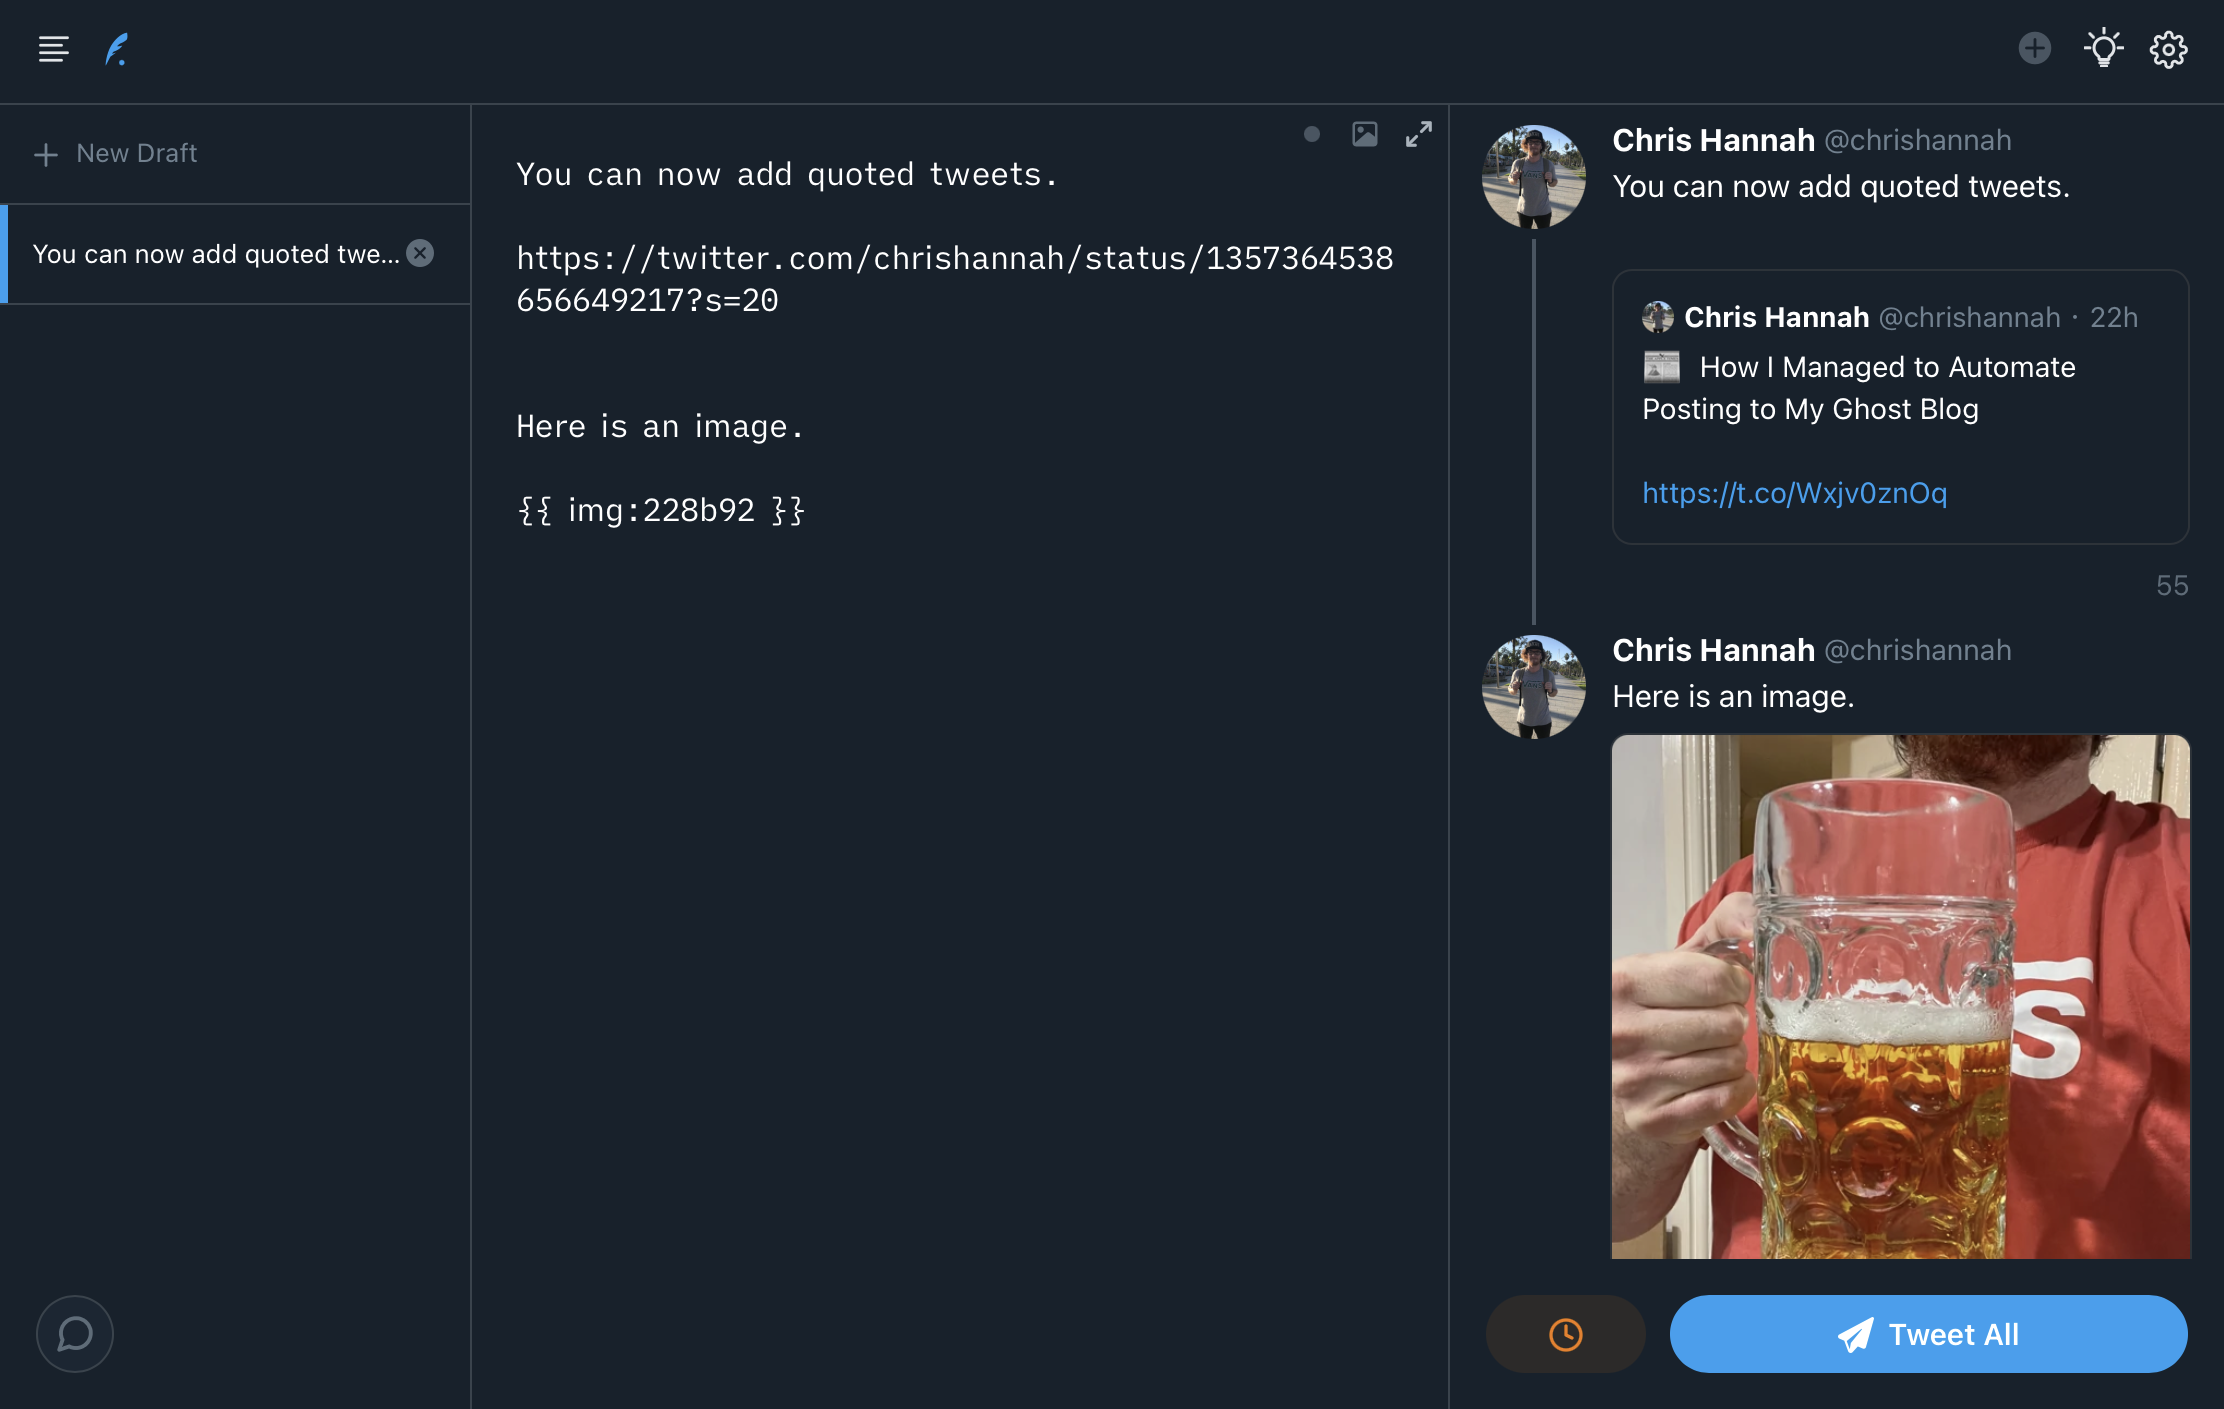 New Draft
You can now add quoted twe...
You can now add quoted tweets.
https://twitter.com/chrishannah/status/1357364538
656649217?s=20
Here is an image.
{{ img:228b92 }}
Chris Hannah @chrishannah
You can now add quoted tweets.
Chris Hannah @chrishannah · 22h
How I Managed to Automate
Posting to My Ghost Blog
https://t.co/Wxjv0znOq
55
Chris Hannah @chrishannah
Here is an image.
S
Tweet All